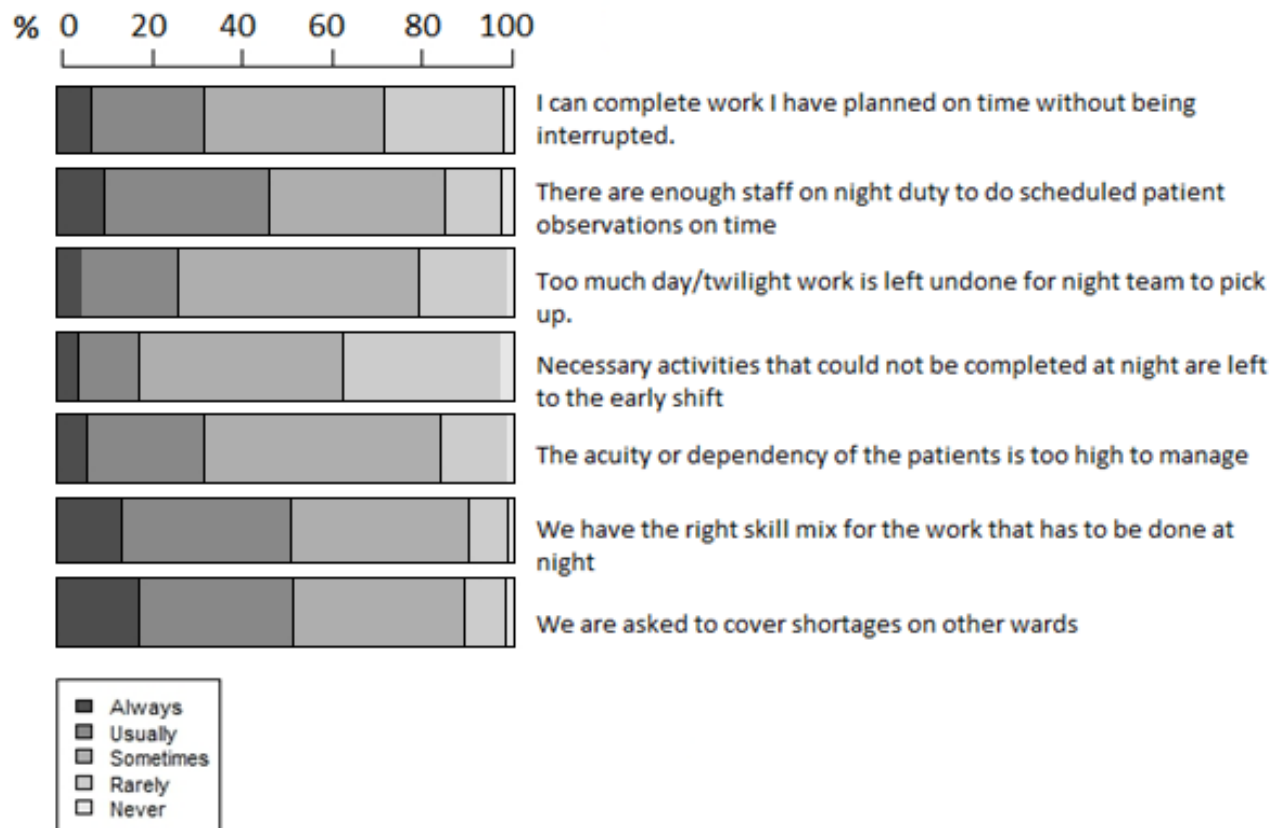 % 0 20 40 60 80 100
I can complete work I have planned on time without being
interrupted.
There are enough staff on night duty to do scheduled patient
observations on time
Too much day/twilight work is left undone for night team to pick
up.
Necessary activities that could not be completed at night are left
to the early shift
The acuity or dependency of the patients is too high to manage
We have the right skill mix for the work that has to be done at
night
We are asked to cover shortages on other wards
Always
Usually
Sometimes
Rarely
Never